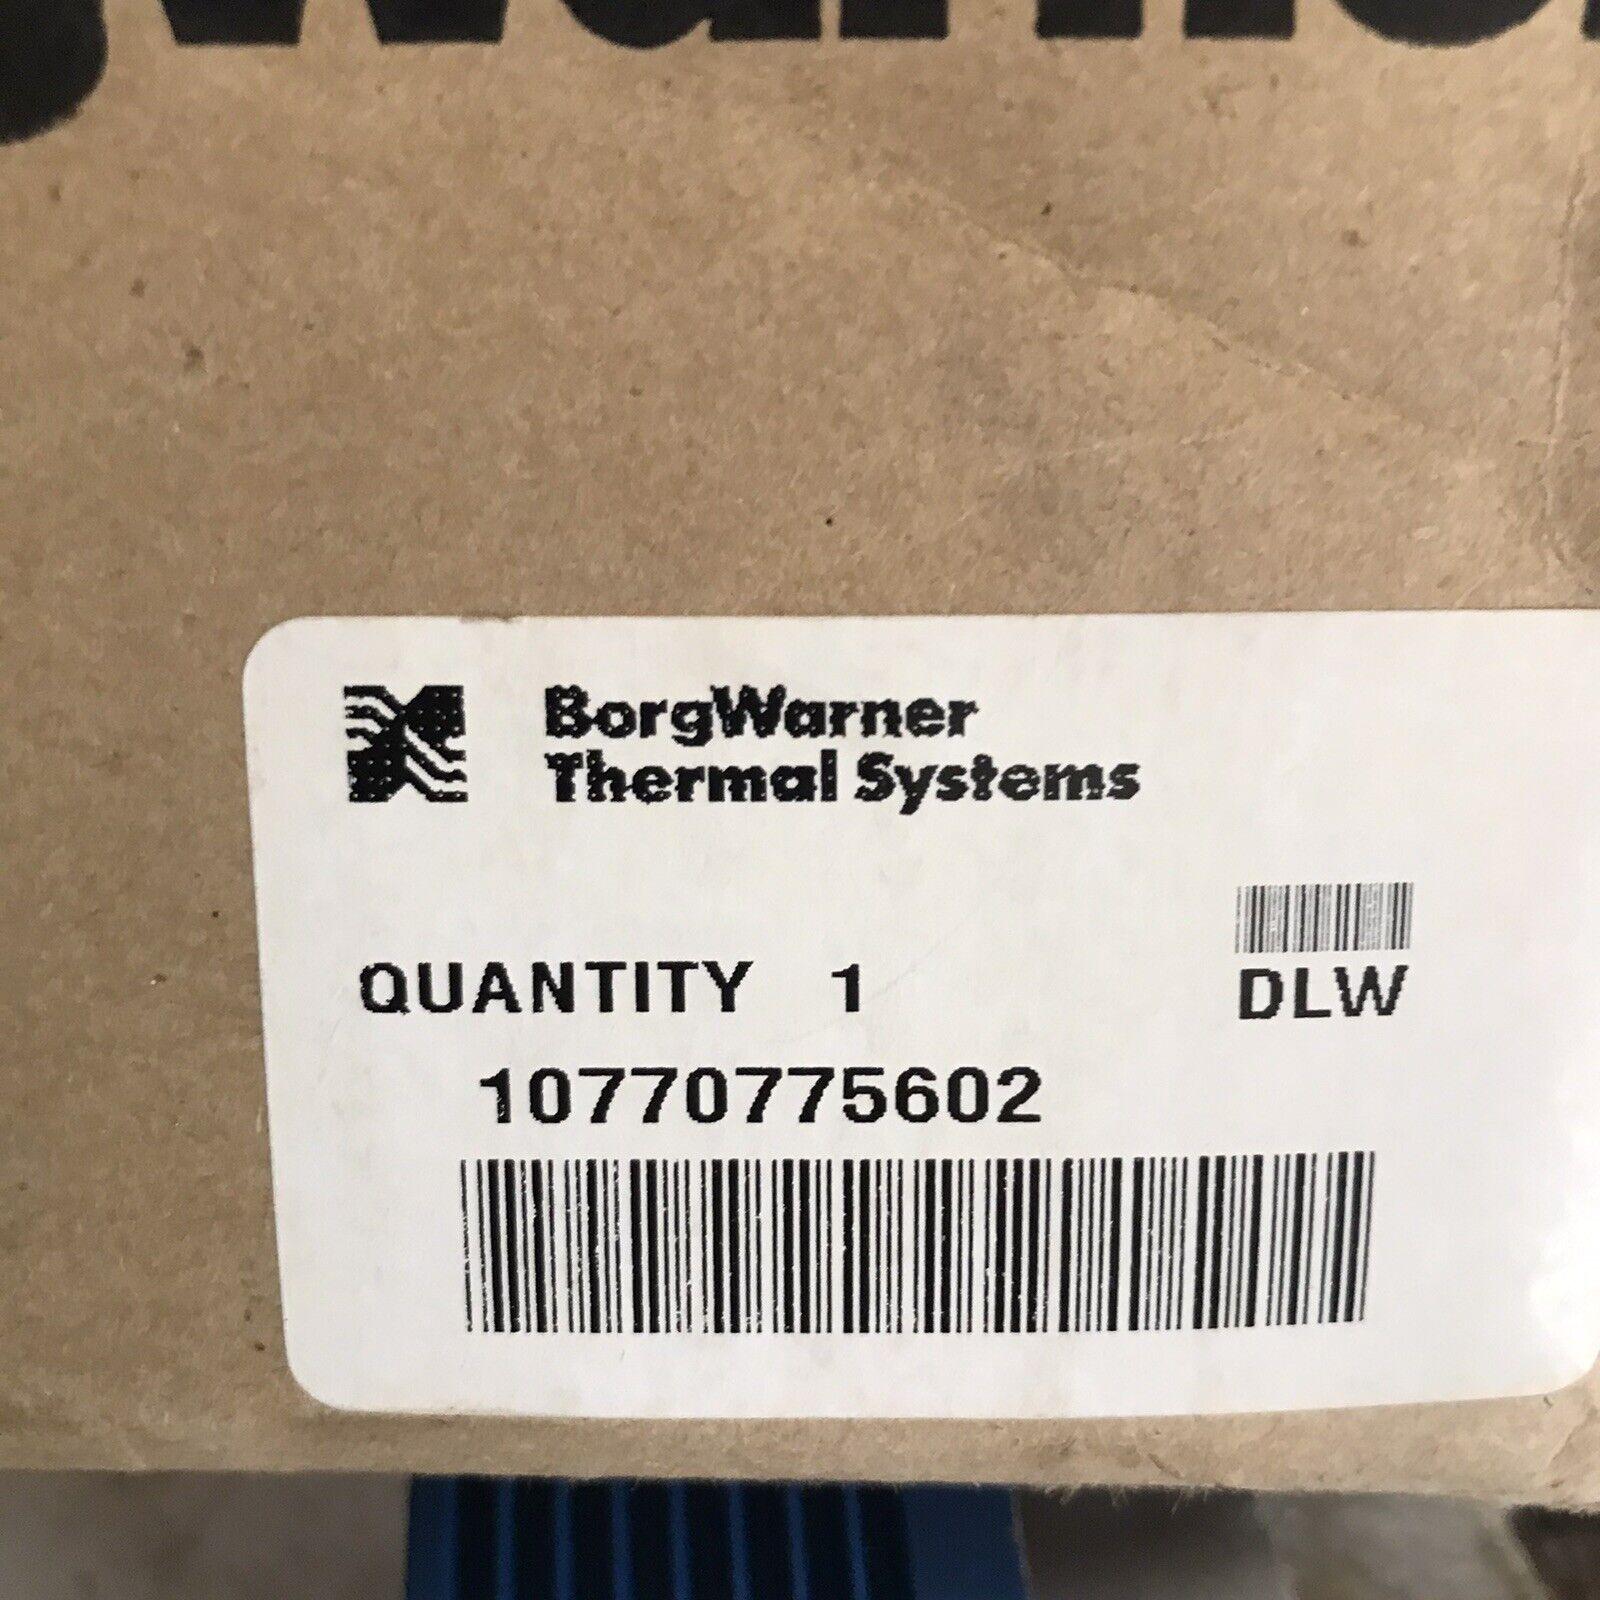 BorgWarner
Thermal Systems
QUANTITY 1
DLW
10770775602